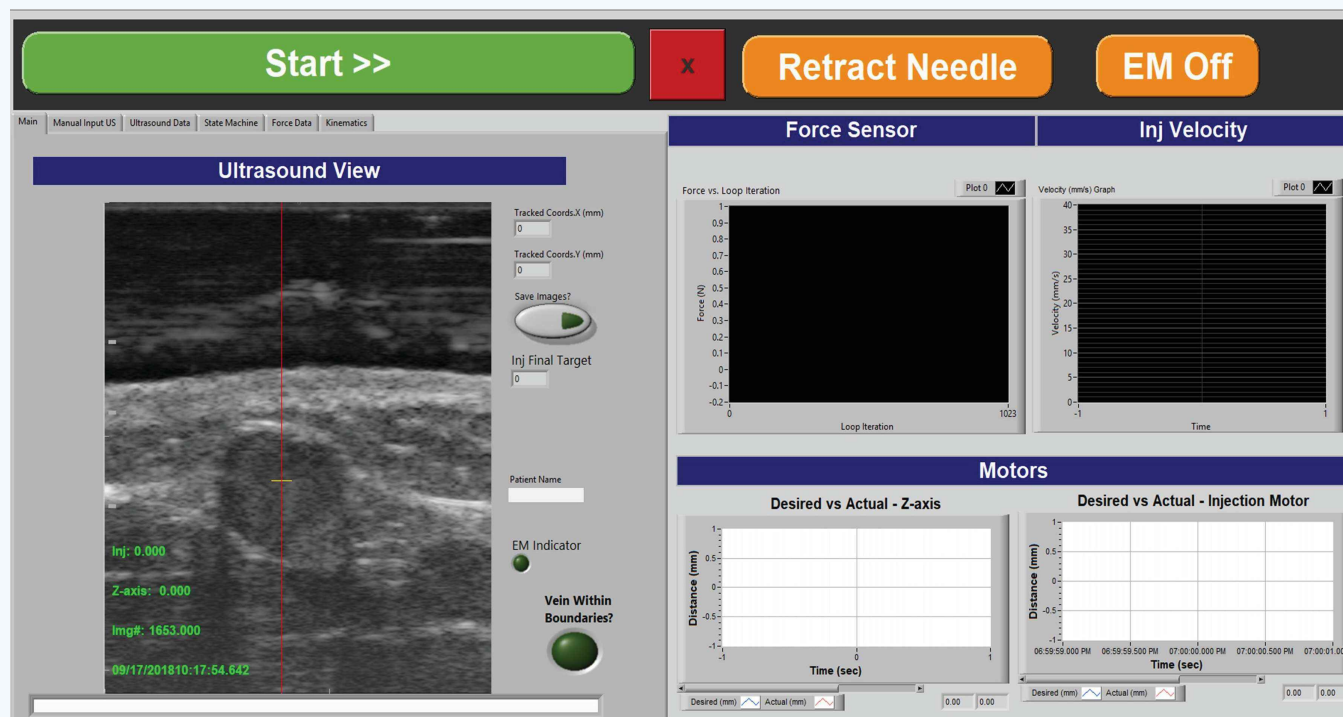 Start >>
x
Retract Needle
EM Off
Main
Manual Input US
Ultrasound Data
State Machine
Force Data
Kinematics
Ultrasound View
Tracked Coords.X (mm)
0
Tracked Coords.Y (mm)
0
Save Images?
Inj Final Target
0
Patient Name
EM Indicator
Vein Within
Boundaries?
Inj: 0.000
Z-axis: 0.000
Img#: 1653.000
09/17/201810:17:54.642
Force Sensor
Force vs. Loop Iteration
Plot 0
Force (N)
1
0.9
0.8
0.7
0.6
0.5
0.4
0.3
0.2
0.1
0
-0.1
-0.2
0
1023
Loop Iteration
Inj Velocity
Velocity (mm/s) Graph
Plot 0
Velocity (mm/s)
40
35
30
25
20
15
10
5
0
-1
1
Time
Motors
Desired vs Actual - Z-axis
Distance (mm)
1
0.5
0
-0.5
-1
-1
0
1
Time (sec)
Desired (mm)
Actual (mm)
0.00
0.00
Desired vs Actual - Injection Motor
Distance (mm)
1
0.5
0
-0.5
-1
06:59:59.000 PM
06:59:59.500 PM
07:00:00.000 PM
07:00:00.500 PM
07:00:01.00
Time (sec)
Desired (mm)
Actual (mm)
0.00
0.00